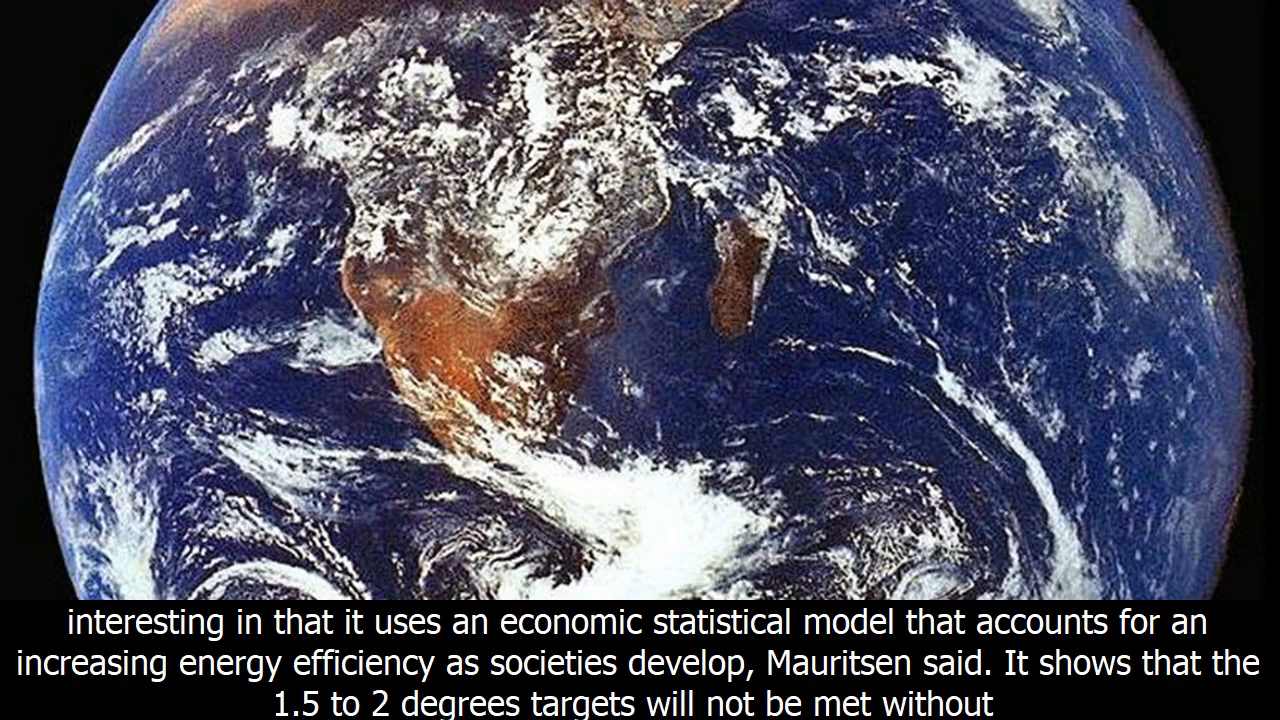 interesting in that it uses an economic statistical model that accounts for an
increasing energy efficiency as societies develop, Mauritsen said. It shows that the
1.5 to 2 degrees targets will not be met without